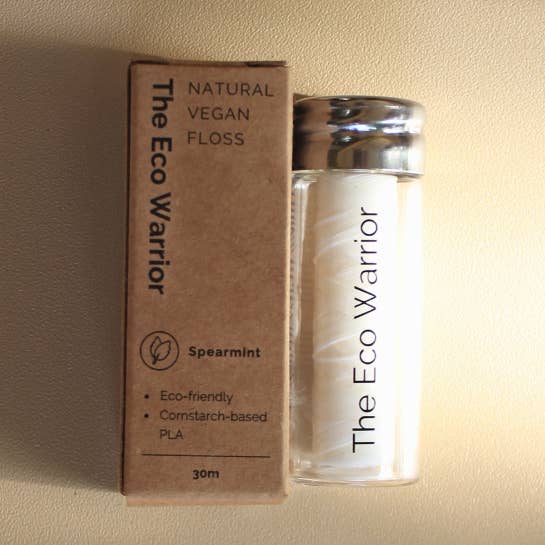 The Eco Warrior
NATURAL
VEGAN
FLOSS
Spearmint
• Eco-friendly
• Cornstarch-based
PLA
30m
The Eco Warrior